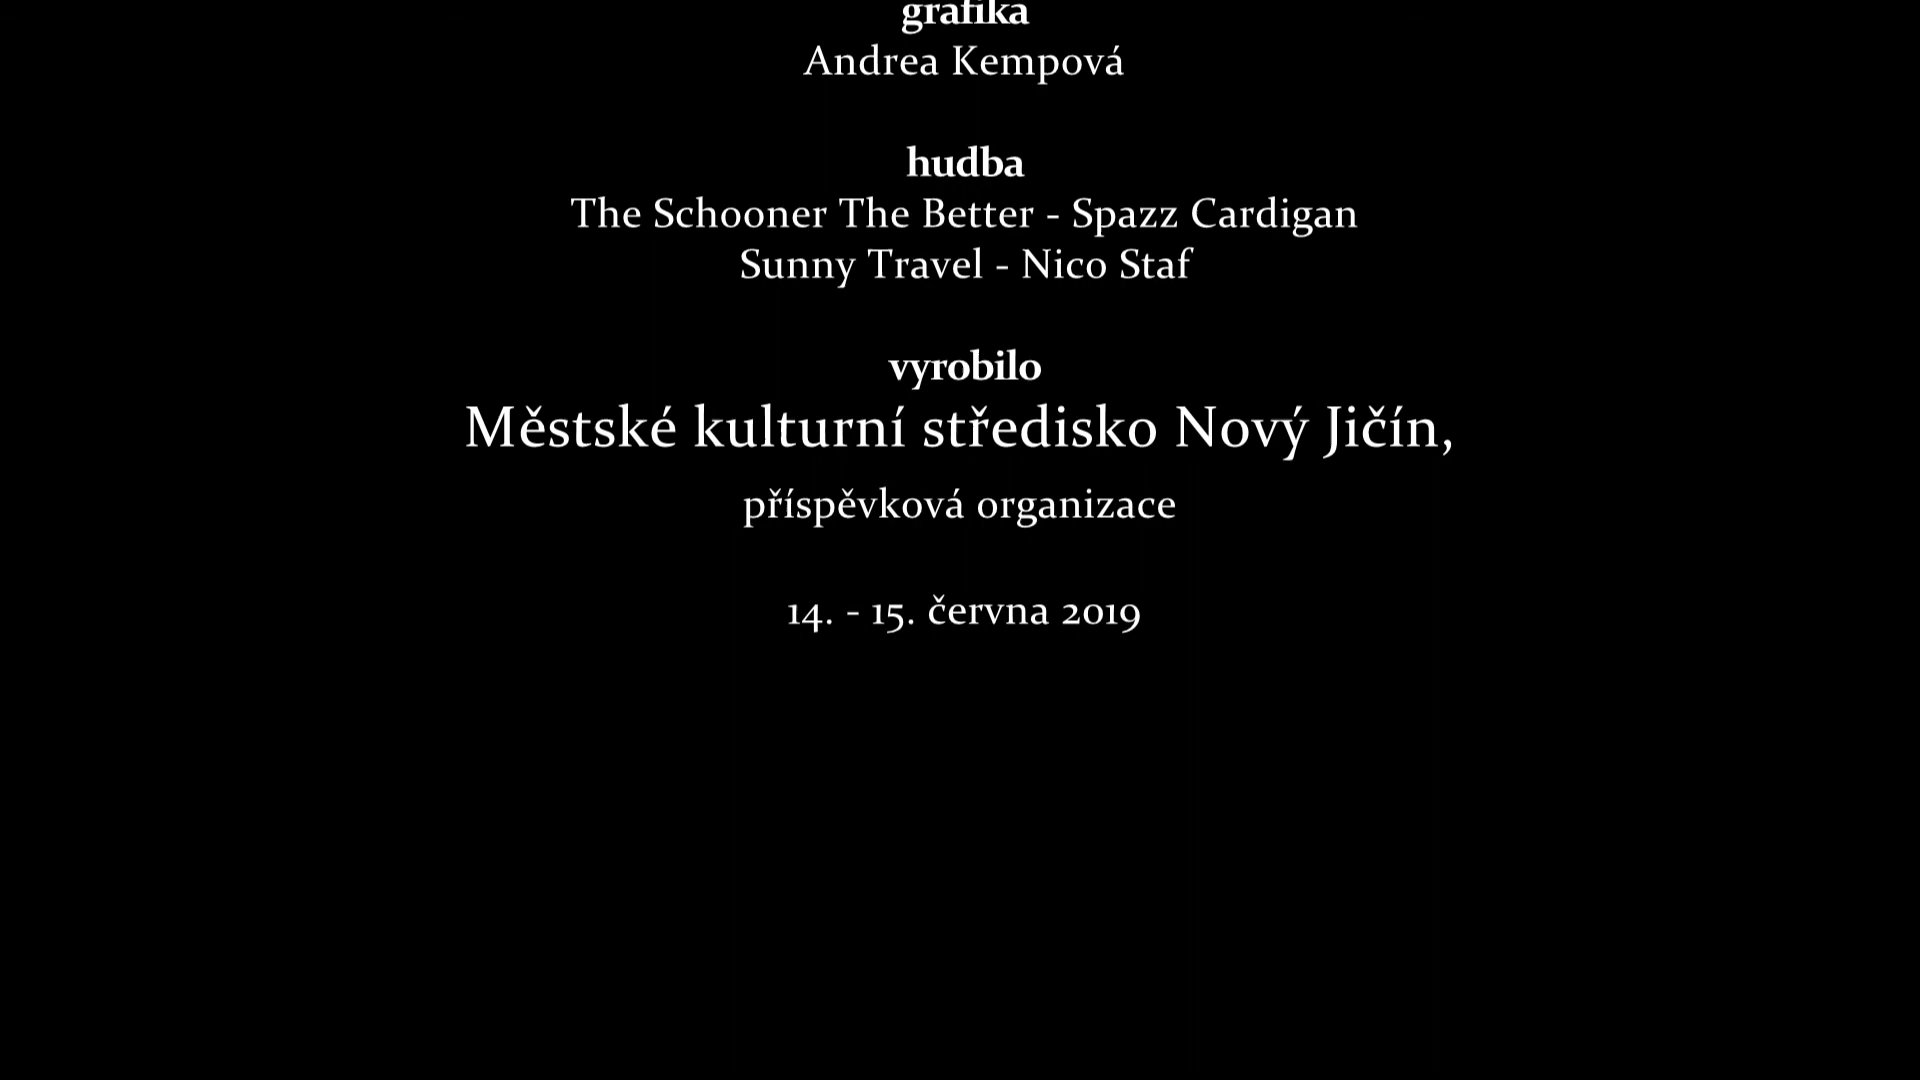 grafika
Andrea Kempová
hudba
The Schooner The Better - Spazz Cardigan
Sunny Travel - Nico Staf
vyrobilo
Městské kulturní středisko Nový Jičín,
příspěvková organizace
14. - 15. června 2019